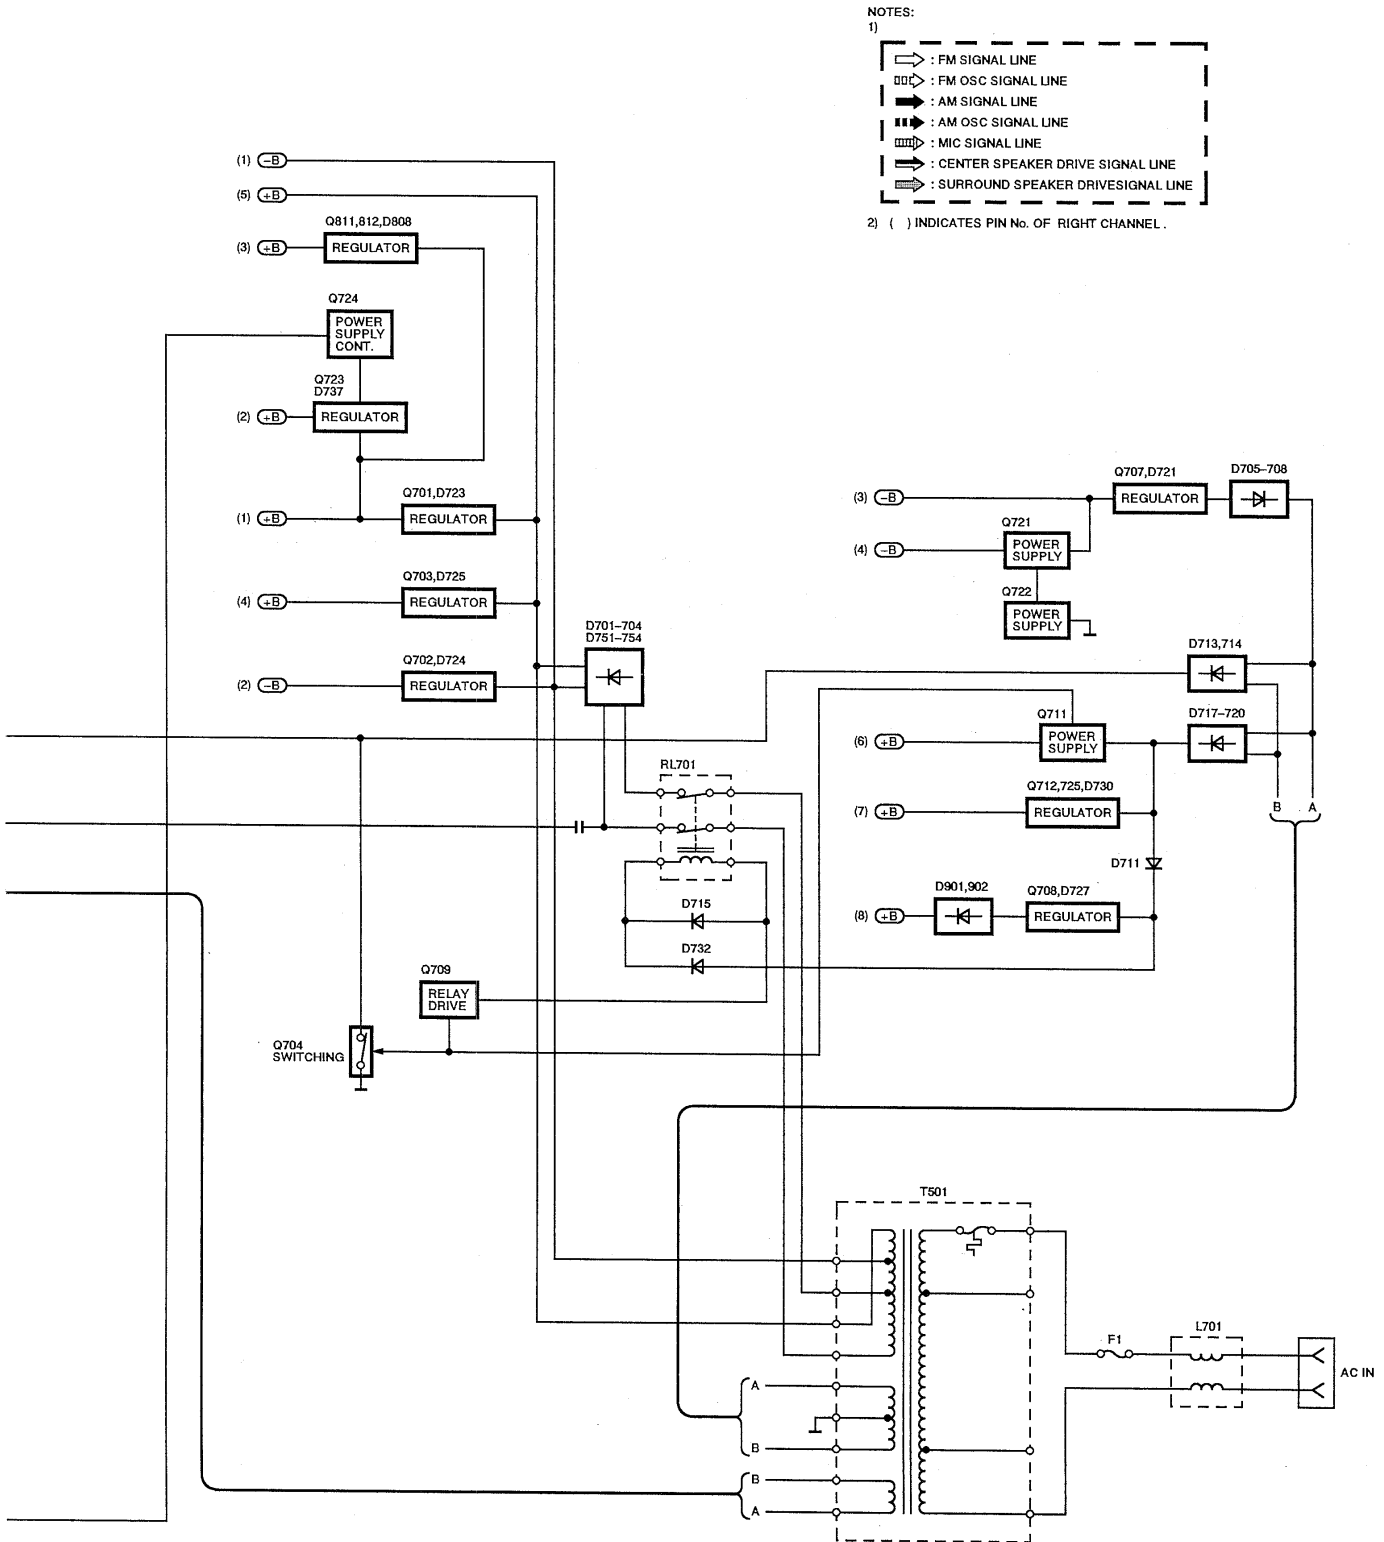 NOTES:
1)
: FM SIGNAL LINE
: FM OSC SIGNAL LINE
: AM SIGNAL LINE
: AM OSC SIGNAL LINE
: MIC SIGNAL LINE
: CENTER SPEAKER DRIVE SIGNAL LINE
: SURROUND SPEAKER DRIVESIGNAL LINE
2) ( ) INDICATES PIN No. OF RIGHT CHANNEL.
(1) -B
(5) +B
Q811,812,D808
(3) +B REGULATOR
Q724
POWER
SUPPLY
CONT.
Q723
D737
(2) +B REGULATOR
Q701,D723
(1) +B REGULATOR
Q703,D725
(4) +B REGULATOR
Q702,D724
(2) -B REGULATOR
D701-704
D751-754
Q707,D721
D705-708
(3) -B REGULATOR
Q721
(4) -B POWER
SUPPLY
Q722
POWER
SUPPLY
D713,714
Q711
D717-720
(6) +B POWER
SUPPLY
RL701
Q712,725,D730
(7) +B REGULATOR
B A
D711
D901,902
Q708,D727
(8) +B REGULATOR
D715
D732
Q709
RELAY
DRIVE
Q704
SWITCHING
T501
F1
L701
AC IN
A
B
B
A